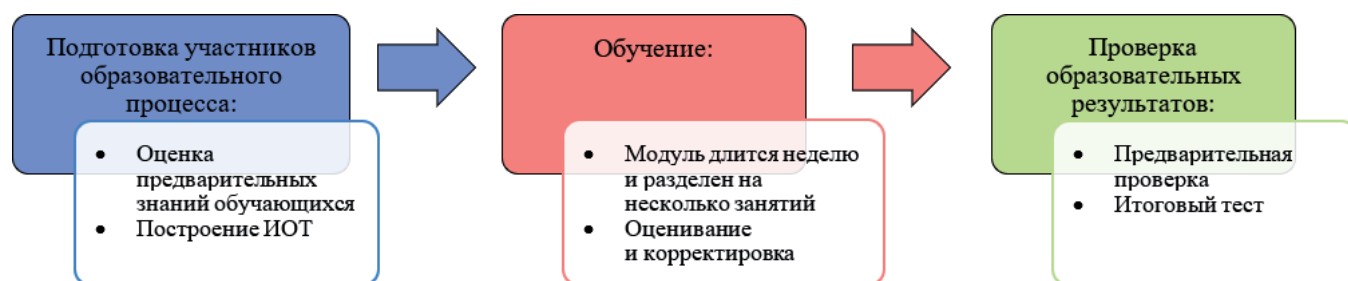 Подготовка участников
образовательного
процесса:
• Оценка
предварительных
знаний обучающихся
• Построение ИОТ
Обучение:
• Модуль длится неделю
и разделен на
несколько занятий
• Оценивание
и корректировка
Проверка
образовательных
результатов:
• Предварительная
проверка
• Итоговый тест